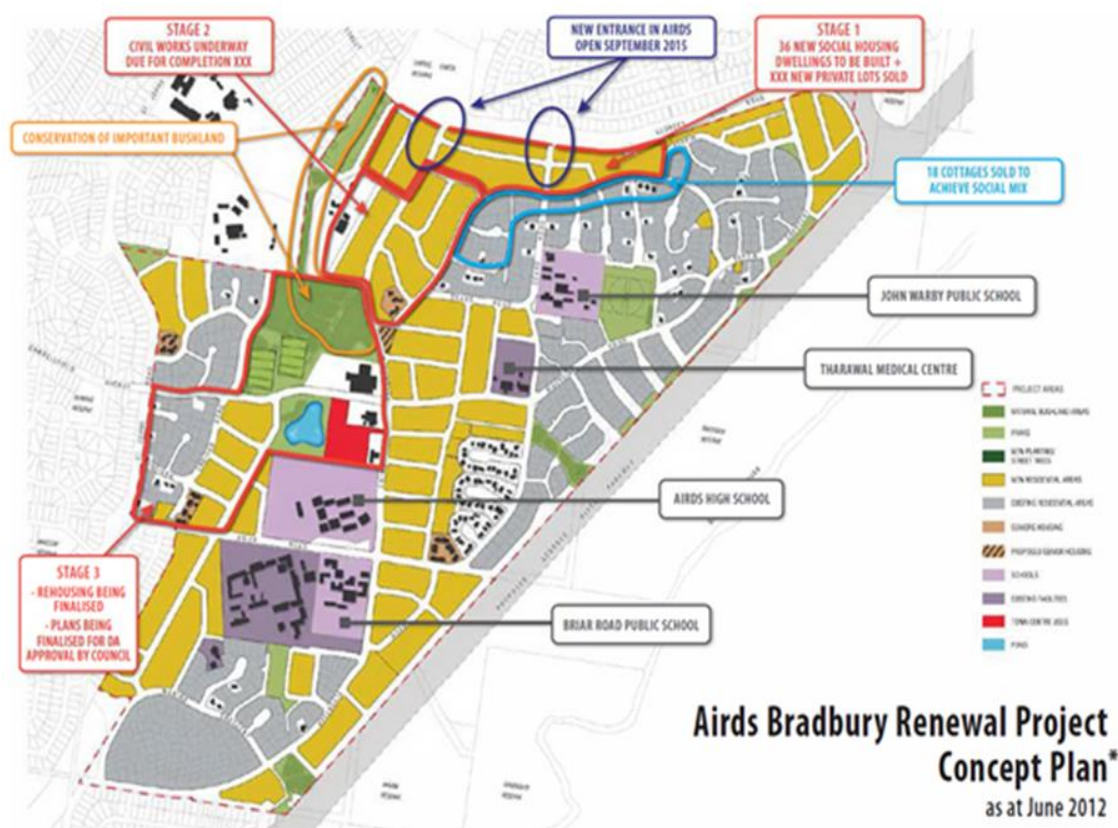 STAGE 2
CIVIL WORKS UNDERWAY
DUE FOR COMPLETION XXX
NEW ENTRANCE IN AIRDS
OPEN SEPTEMBER 2015
STAGE 1
36 NEW SOCIAL HOUSING
DWELLINGS TO BE BUILT +
XXX NEW PRIVATE LOTS SOLD
CONSERVATION OF IMPORTANT BUSHLAND
18 COTTAGES SOLD TO
ACHIEVE SOCIAL MIX
JOHN WARBY PUBLIC SCHOOL
THARAWAL MEDICAL CENTRE
AIRDS HIGH SCHOOL
BRIAR ROAD PUBLIC SCHOOL
STAGE 3
- REHOUSING BEING
FINALISED
- PLANS BEING
FINALISED FOR DA
APPROVAL BY COUNCIL
PROJECT AREAS
NATURAL BUSHLAND AREAS
PARKS
NEW PLANTING/
STREET TREES
NEW RESIDENTIAL AREAS
EXISTING RESIDENTIAL AREAS
SENIORS HOUSING
PROPOSED SENIOR HOUSING
SCHOOLS
EXISTING FACILITIES
TOWN CENTRE USES
POND
Airds Bradbury Renewal Project
Concept Plan*
as at June 2012